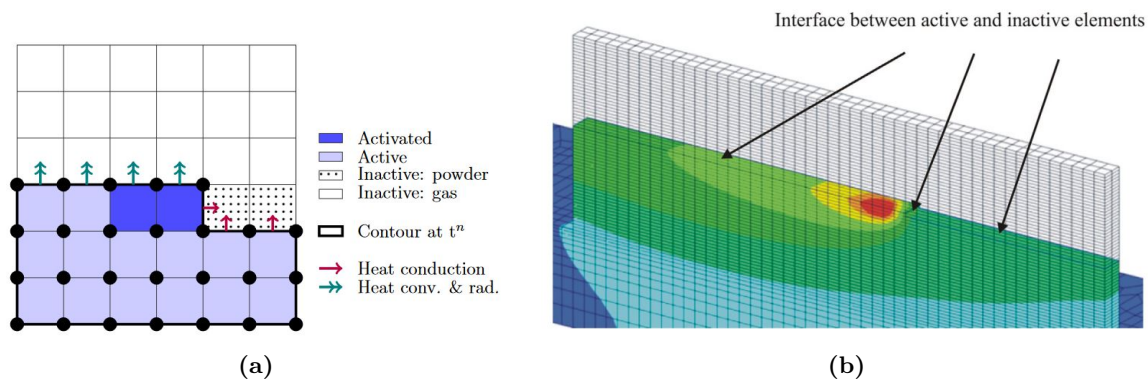 Interface between active and inactive elements
Activated
Active
Inactive: powder
Inactive: gas
Contour at tⁿ
Heat conduction
Heat conv. & rad.
(a)
(b)